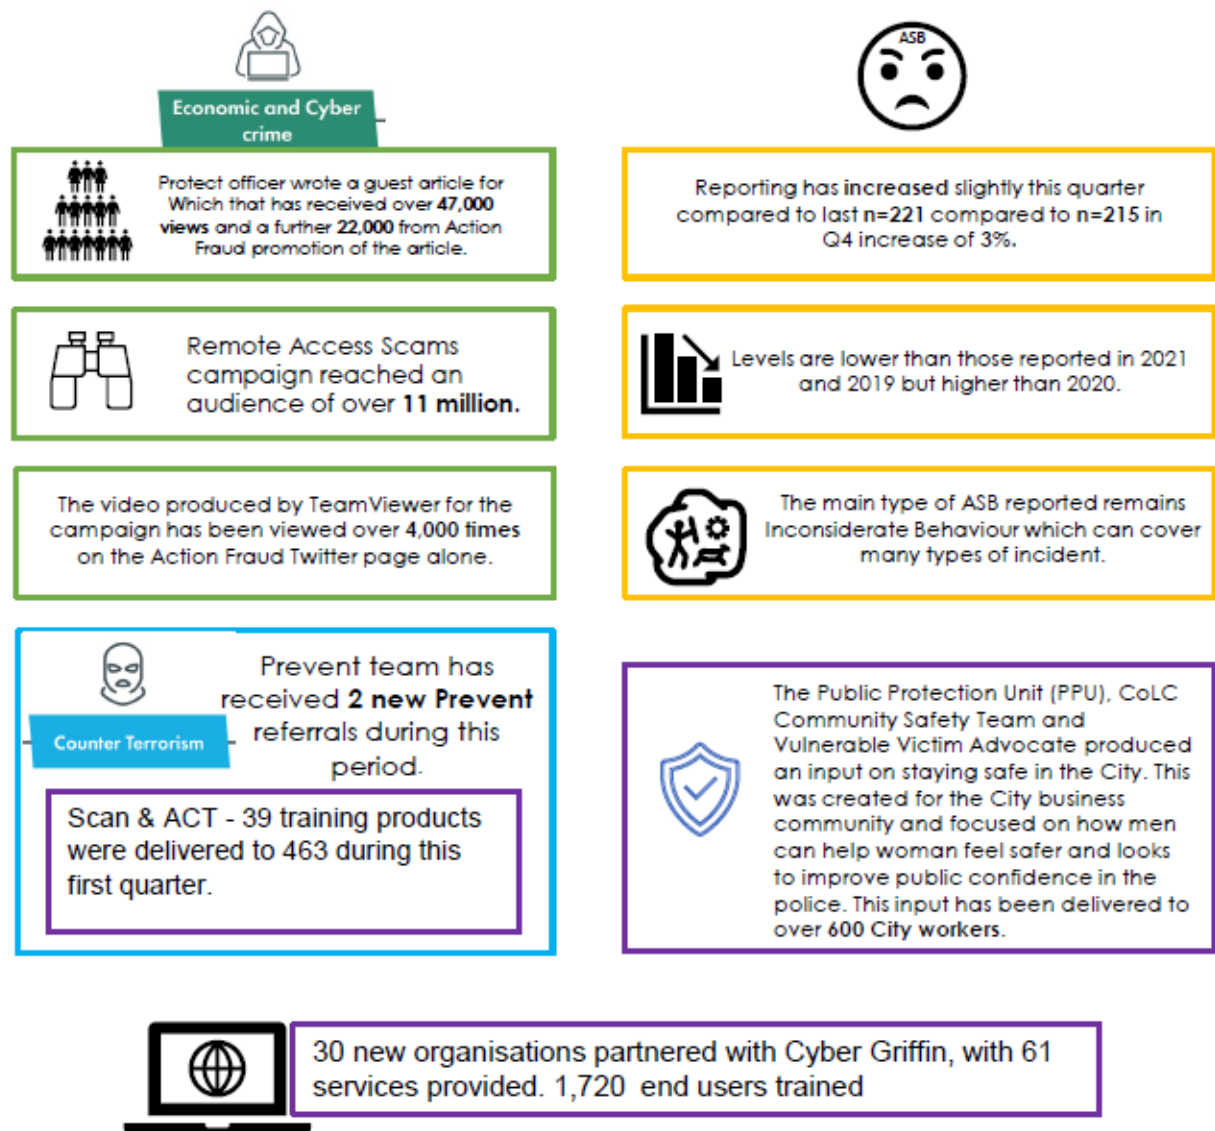 Economic and Cyber
crime
Protect officer wrote a guest article for
Which that has received over 47,000
views and a further 22,000 from Action
Fraud promotion of the article.
Remote Access Scams
campaign reached an
audience of over 11 million.
The video produced by TeamViewer for the
campaign has been viewed over 4,000 times
on the Action Fraud Twitter page alone.
Counter Terrorism
Prevent team has
received 2 new Prevent
referrals during this
period.
Scan & ACT - 39 training products
were delivered to 463 during this
first quarter.
ASB
Reporting has increased slightly this quarter
compared to last n=221 compared to n=215 in
Q4 increase of 3%.
Levels are lower than those reported in 2021
and 2019 but higher than 2020.
The main type of ASB reported remains
Inconsiderate Behaviour which can cover
many types of incident.
The Public Protection Unit (PPU), CoLC
Community Safety Team and
Vulnerable Victim Advocate produced
an input on staying safe in the City. This
was created for the City business
community and focused on how men
can help woman feel safer and looks
to improve public confidence in the
police. This input has been delivered to
over 600 City workers.
30 new organisations partnered with Cyber Griffin, with 61
services provided. 1,720 end users trained